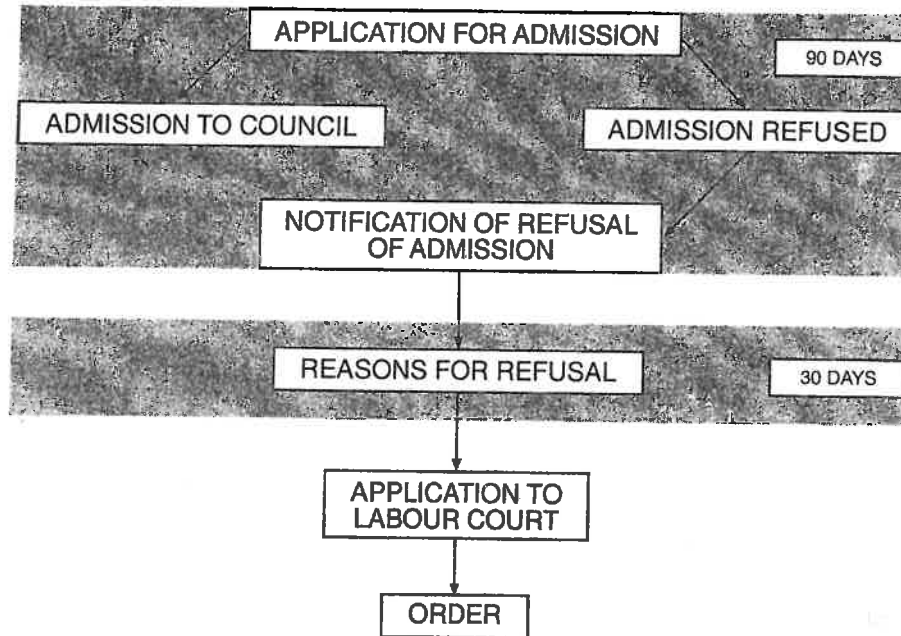 APPLICATION FOR ADMISSION
90 DAYS
ADMISSION TO COUNCIL
ADMISSION REFUSED
NOTIFICATION OF REFUSAL
OF ADMISSION
REASONS FOR REFUSAL
30 DAYS
APPLICATION TO
LABOUR COURT
ORDER